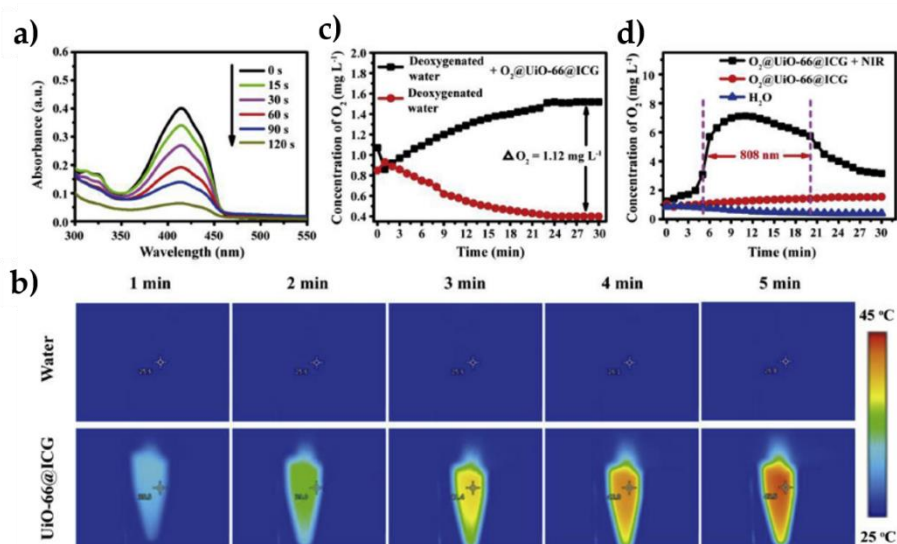 a)
0.6
0.5
0.4
0.3
0.2
0.1
0.0
Absorbance (a.u.)
0 s
15 s
30 s
60 s
90 s
120 s
300
350
400
450
500
550
Wavelength (nm)
c)
2.0
1.8
1.6
1.4
1.2
1.0
0.8
0.6
0.4
Concentration of O₂ (mg L⁻¹)
Deoxygenated + O₂@UiO-66@ICG
water
Deoxygenated
water
Δ O₂ = 1.12 mg L⁻¹
0 3 6 9 12 15 18 21 24 27 30
Time (min)
d)
10
8
6
4
2
0
Concentration of O₂ (mg L⁻¹)
O₂@UiO-66@ICG + NIR
O₂@UiO-66@ICG
H₂O
808 nm
0 3 6 9 12 15 18 21 24 27 30
Time (min)
b)
1 min
2 min
3 min
4 min
5 min
Water
UiO-66@ICG
45 °C
25 °C